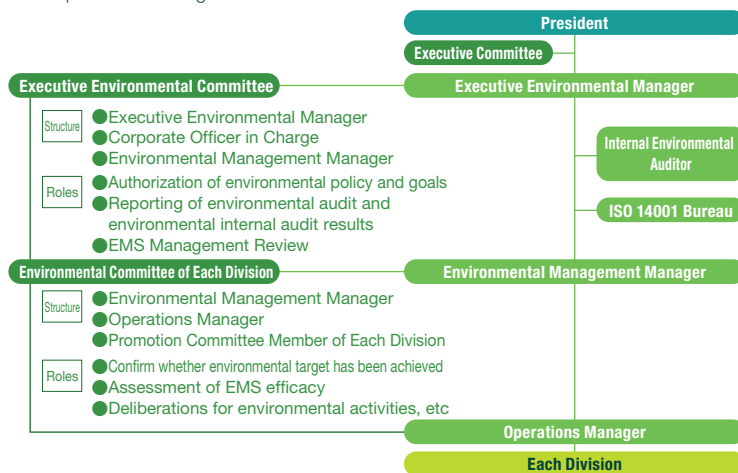 President
Executive Committee
Executive Environmental Committee
Executive Environmental Manager
Structure
●Executive Environmental Manager
●Corporate Officer in Charge
●Environmental Management Manager
Internal Environmental
Auditor
Roles
●Authorization of environmental policy and goals
●Reporting of environmental audit and
environmental internal audit results
●EMS Management Review
ISO 14001 Bureau
Environmental Committee of Each Division
Environmental Management Manager
Structure
●Environmental Management Manager
●Operations Manager
●Promotion Committee Member of Each Division
Roles
●Confirm whether environmental target has been achieved
●Assessment of EMS efficacy
●Deliberations for environmental activities, etc
Operations Manager
Each Division